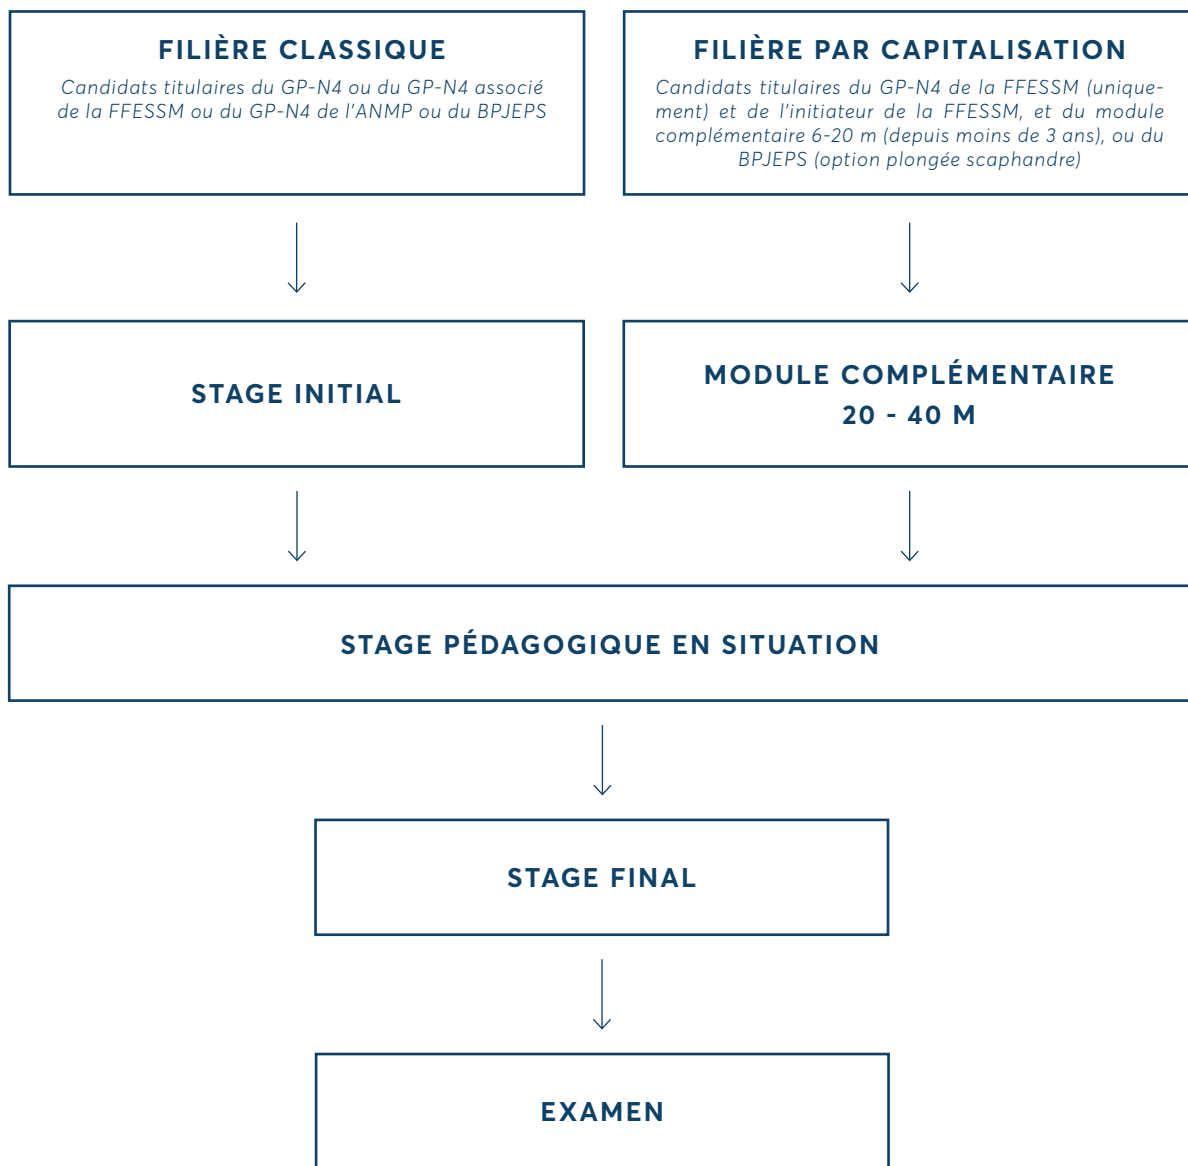 FILIÈRE CLASSIQUE
Candidats titulaires du GP-N4 ou du GP-N4 associé
de la FFESSM ou du GP-N4 de l'ANMP ou du BPJEPS
FILIÈRE PAR CAPITALISATION
Candidats titulaires du GP-N4 de la FFESSM (unique-
ment) et de l'initiateur de la FFESSM, et du module
complémentaire 6-20 m (depuis moins de 3 ans), ou du
BPJEPS (option plongée scaphandre)
STAGE INITIAL
MODULE COMPLÉMENTAIRE
20 - 40 M
STAGE PÉDAGOGIQUE EN SITUATION
STAGE FINAL
EXAMEN